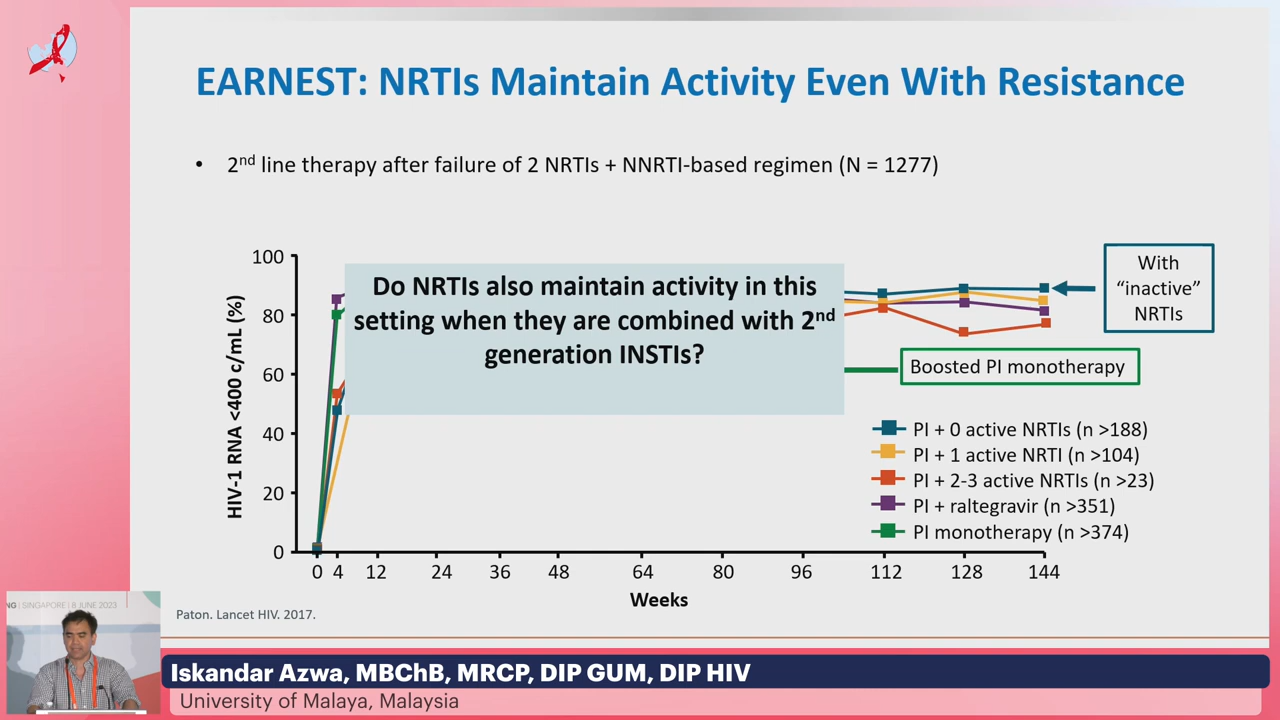 EARNEST: NRTIs Maintain Activity Even With Resistance
• 2nd line therapy after failure of 2 NRTIs + NNRTI-based regimen (N = 1277)
HIV-1 RNA <400 c/mL (%)
100
80
60
40
20
0
Do NRTIs also maintain activity in this
setting when they are combined with 2nd
generation INSTIs?
With
“inactive”
NRTIs
Boosted PI monotherapy
PI + 0 active NRTIs (n >188)
PI + 1 active NRTI (n >104)
PI + 2-3 active NRTIs (n >23)
PI + raltegravir (n >351)
PI monotherapy (n >374)
0 4 12 24 36 48 64 80 96 112 128 144
Weeks
Paton. Lancet HIV. 2017.
NG | SINGAPORE | 8 JUNE 2023
Iskandar Azwa, MBChB, MRCP, DIP GUM, DIP HIV
University of Malaya, Malaysia